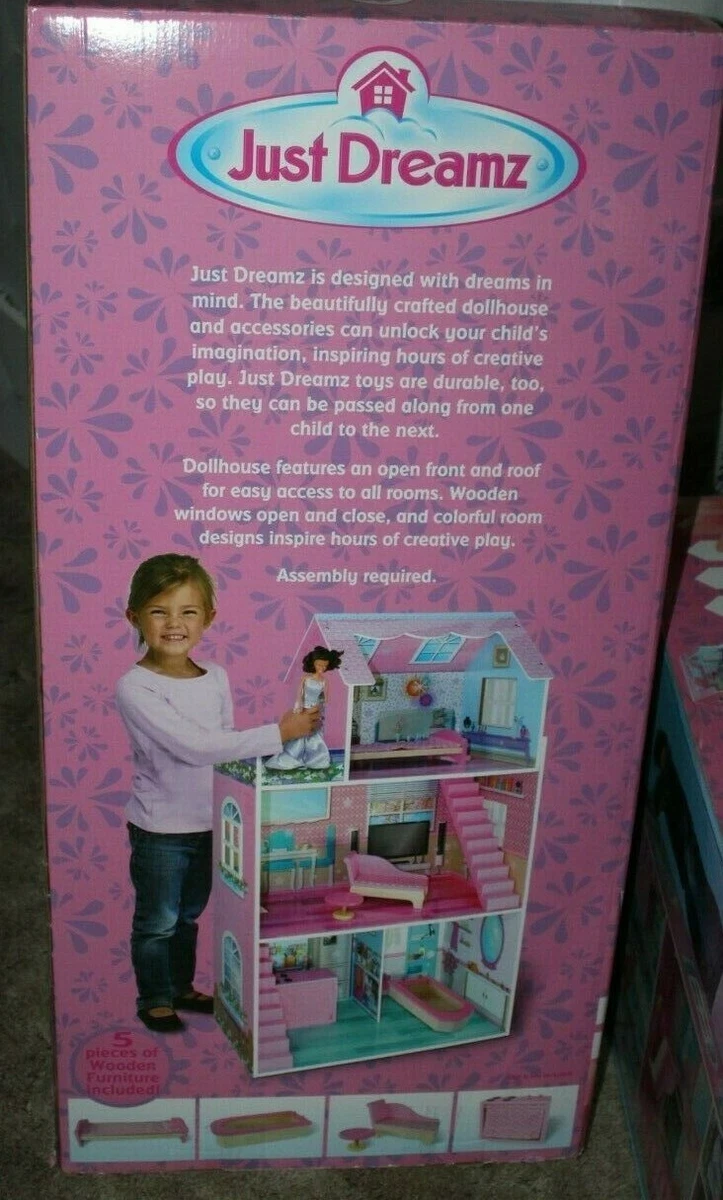 Just Dreamz
Just Dreamz is designed with dreams in
mind. The beautifully crafted dollhouse
and accessories can unlock your child's
imagination, inspiring hours of creative
play. Just Dreamz toys are durable, too,
so they can be passed along from one
child to the next.
Dollhouse features an open front and roof
for easy access to all rooms. Wooden
windows open and close, and colorful room
designs inspire hours of creative play.
Assembly required.
5
pieces of
Wooden
Furniture
included!